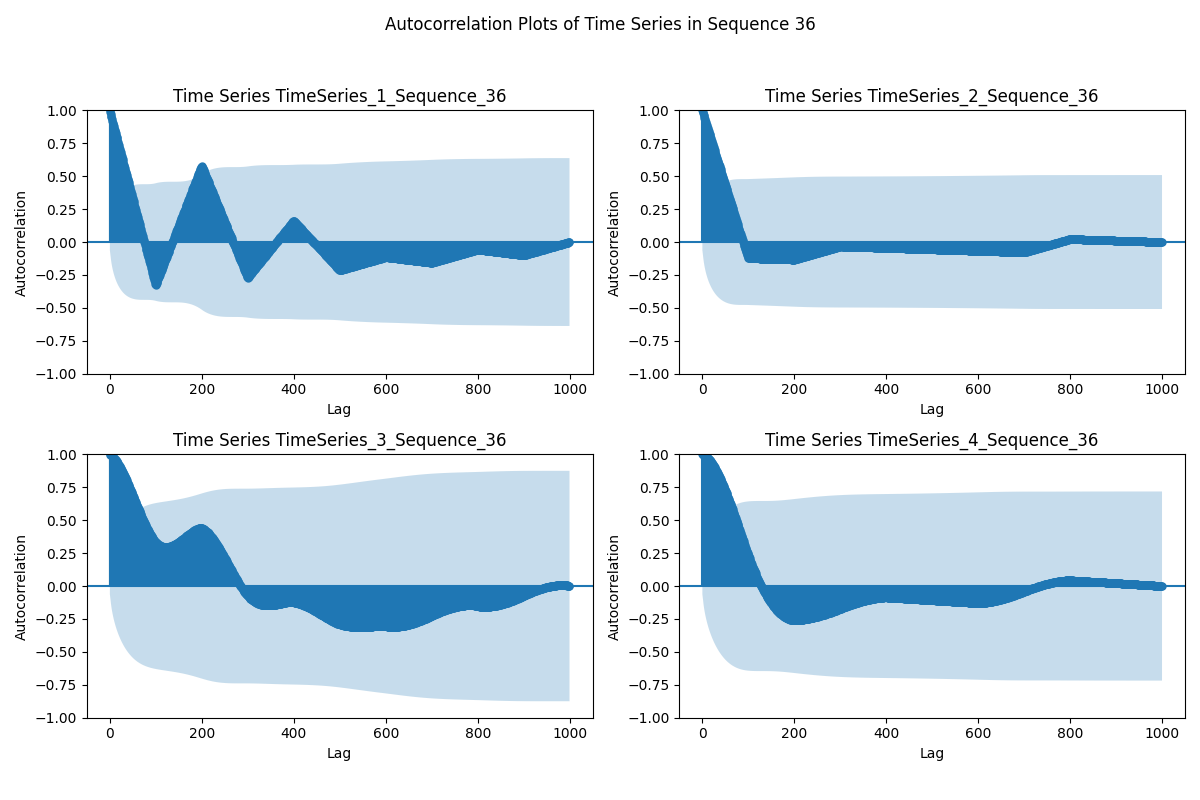 Autocorrelation Plots of Time Series in Sequence 36
Time Series TimeSeries_1_Sequence_36
Autocorrelation
1.00
0.75
0.50
0.25
0.00
−0.25
−0.50
−0.75
−1.00
0 200 400 600 800 1000
Lag
Time Series TimeSeries_2_Sequence_36
Autocorrelation
1.00
0.75
0.50
0.25
0.00
−0.25
−0.50
−0.75
−1.00
0 200 400 600 800 1000
Lag
Time Series TimeSeries_3_Sequence_36
Autocorrelation
1.00
0.75
0.50
0.25
0.00
−0.25
−0.50
−0.75
−1.00
0 200 400 600 800 1000
Lag
Time Series TimeSeries_4_Sequence_36
Autocorrelation
1.00
0.75
0.50
0.25
0.00
−0.25
−0.50
−0.75
−1.00
0 200 400 600 800 1000
Lag